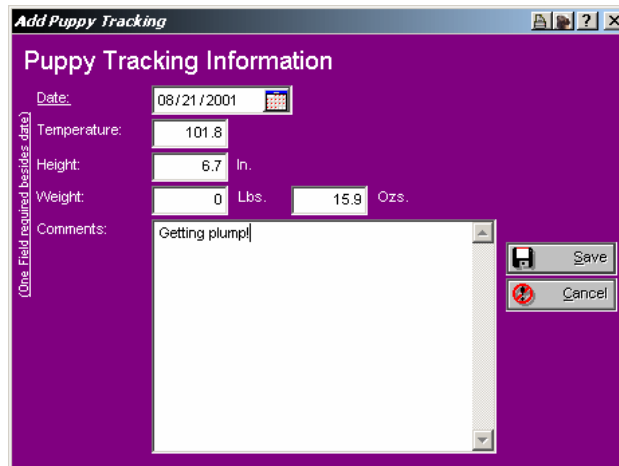 Add Puppy Tracking
?
Puppy Tracking Information
(One Field required besides date)
Date: 08/21/2001
Temperature: 101.8
Height: 6.7 In.
Weight: 0 Lbs. 15.9 Ozs.
Comments: Getting plump!
Save
Cancel